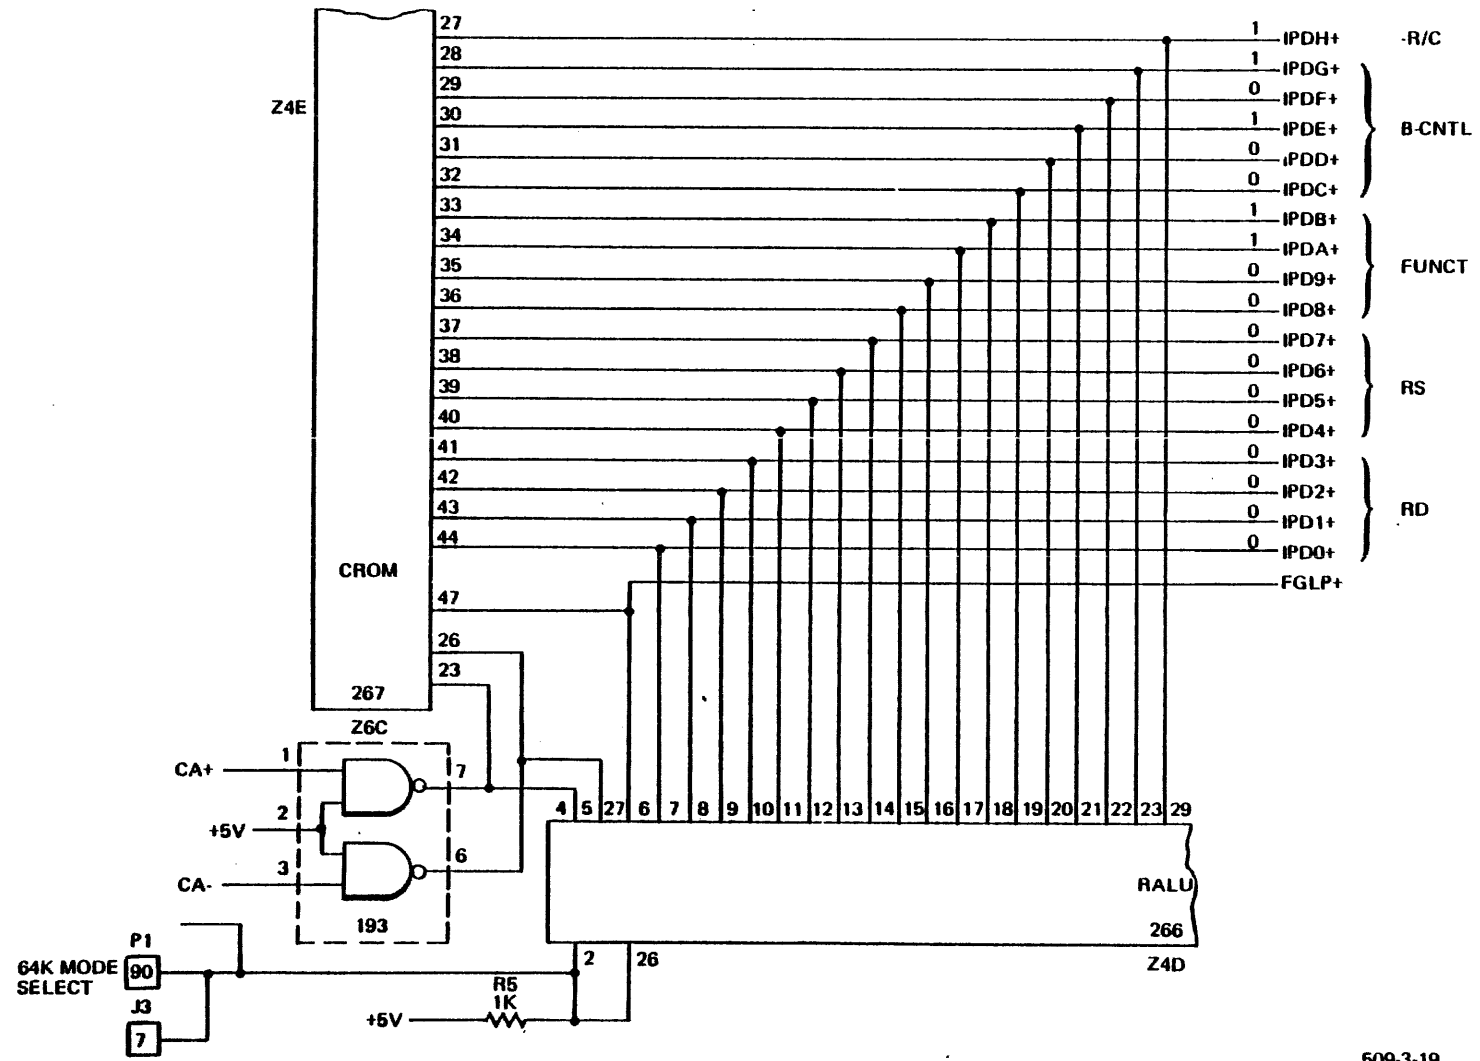 27 1 IPDH+ -R/C
28 1 IPDG+
29 0 IPDF+
Z4E
30 1 IPDE+ B-CNTL
31 0 IPDD+
32 0 IPDC+
33 1 IPDB+
34 1 IPDA+
FUNCT
35 0 IPD9+
36 0 IPD8+
37 0 IPD7+
38 0 IPD6+
RS
39 0 IPD5+
40 0 IPD4+
41 0 IPD3+
42 0 IPD2+
RD
43 0 IPD1+
44 0 IPD0+
CROM
FGLP+
47
26
23
267
Z6C
CA+ 1 7
2
+5V
4 5 27 6 7 8 9 10 11 12 13 14 15 16 17 18 19 20 21 22 23 29
3 6
CA-
RALU
193
266
P1
2 26
Z4D
64K MODE
SELECT
90
R5
1K
J3
+5V
7
609-3-19